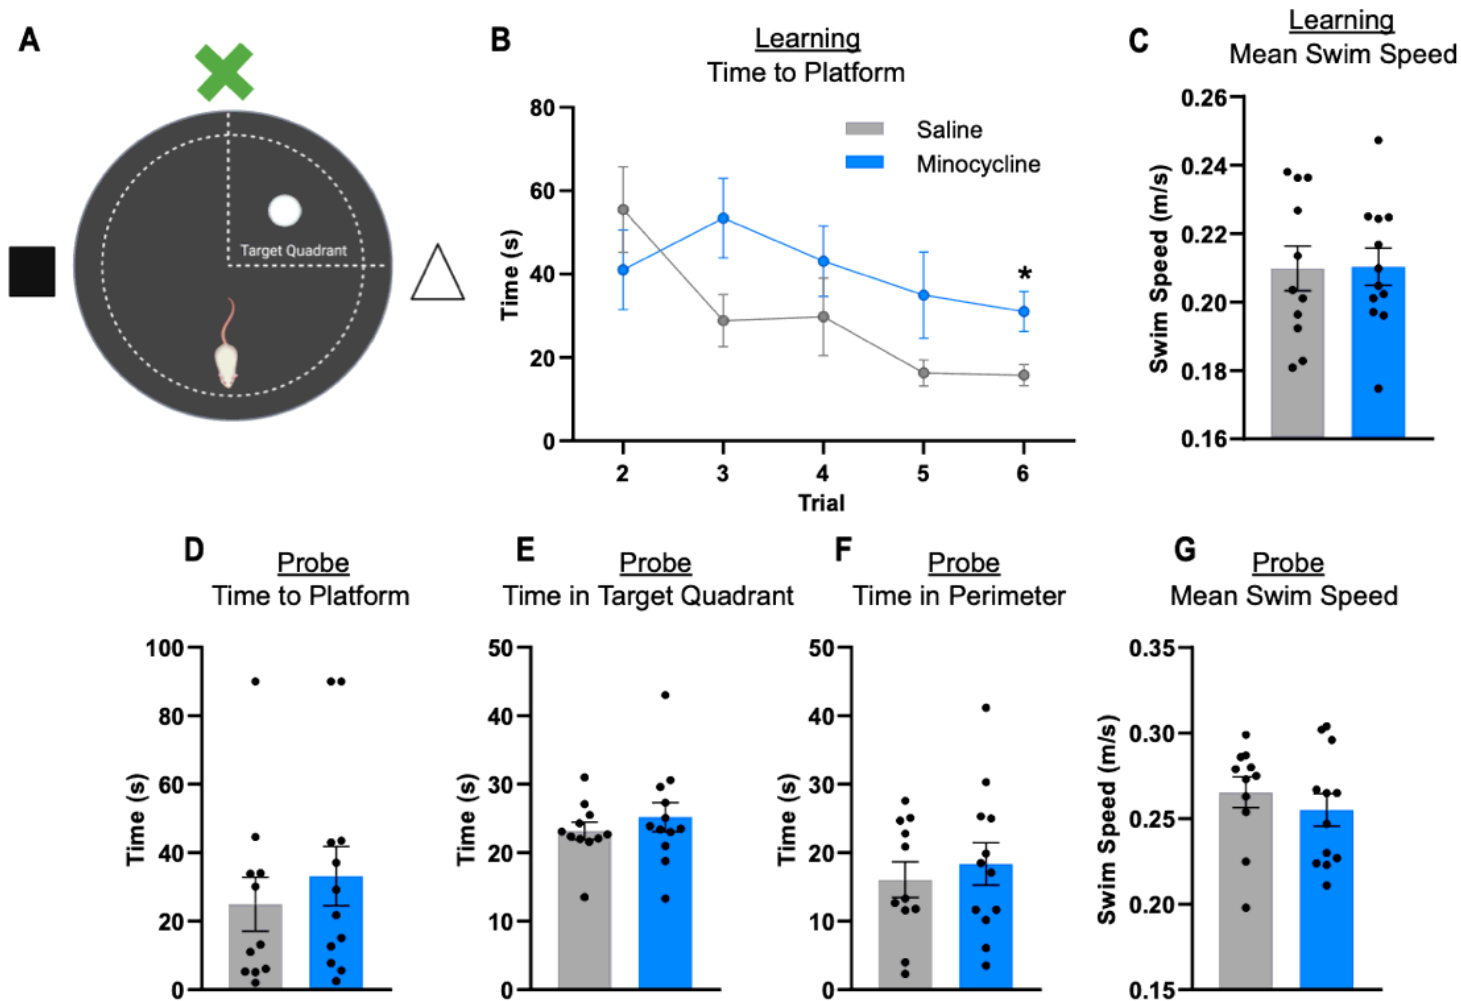 A
Target Quadrant
B
Learning
Time to Platform
Saline
Minocycline
Time (s)
80
60
40
20
0
*
2 3 4 5 6
Trial
C
Learning
Mean Swim Speed
Swim Speed (m/s)
0.26
0.24
0.22
0.20
0.18
0.16
D
Probe
Time to Platform
Time (s)
100
80
60
40
20
0
E
Probe
Time in Target Quadrant
Time (s)
50
40
30
20
10
0
F
Probe
Time in Perimeter
Time (s)
50
40
30
20
10
0
G
Probe
Mean Swim Speed
Swim Speed (m/s)
0.35
0.30
0.25
0.20
0.15